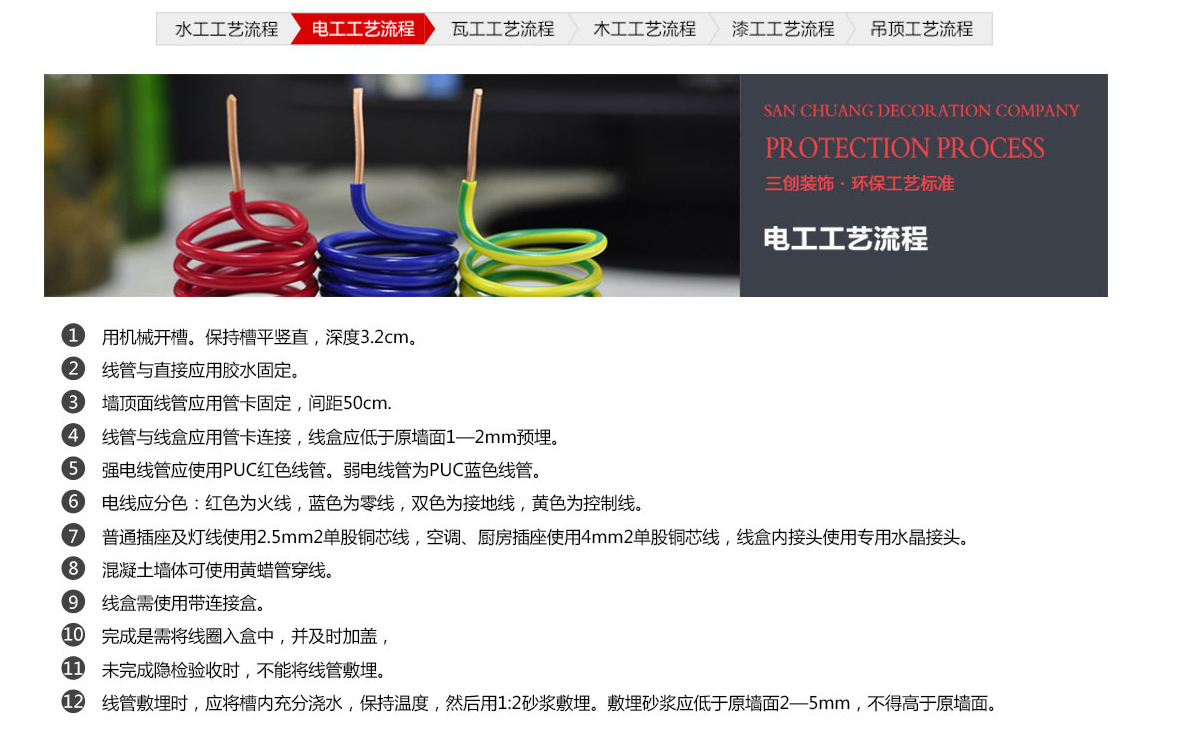 水工工艺流程 电工工艺流程 瓦工工艺流程 木工工艺流程 漆工工艺流程 吊顶工艺流程
SAN CHUANG DECORATION COMPANY
PROTECTION PROCESS
三创装饰·环保工艺标准
电工工艺流程
1 用机械开槽。保持槽平竖直，深度3.2cm。
2 线管与直接应用胶水固定。
3 墙顶面线管应用管卡固定，间距50cm.
4 线管与线盒应用管卡连接，线盒应低于原墙面1—2mm预埋。
5 强电线管应使用PUC红色线管。弱电线管为PUC蓝色线管。
6 电线应分色：红色为火线，蓝色为零线，双色为接地线，黄色为控制线。
7 普通插座及灯线使用2.5mm2单股铜芯线，空调、厨房插座使用4mm2单股铜芯线，线盒内接头使用专用水晶接头。
8 混凝土墙体可使用黄蜡管穿线。
9 线盒需使用带连接盒。
10 完成是需将线圈入盒中，并及时加盖，
11 未完成隐检验收时，不能将线管敷埋。
12 线管敷埋时，应将槽内充分浇水，保持温度，然后用1:2砂浆敷埋。敷埋砂浆应低于原墙面2—5mm，不得高于原墙面。